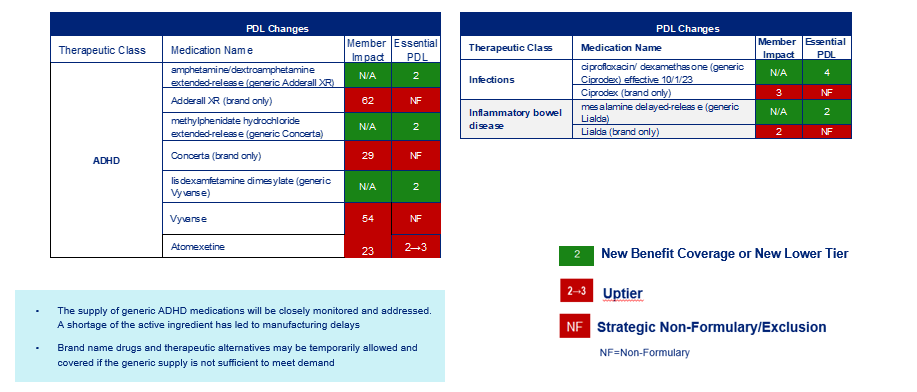 PDL Changes
Therapeutic Class Medication Name Member Impact Essential PDL
ADHD
amphetamine/dextroamphetamine
extended-release (generic Adderall XR) N/A 2
Adderall XR (brand only) 62 NF
methylphenidate hydrochloride
extended-release (generic Concerta) N/A 2
Concerta (brand only) 29 NF
lisdexamfetamine dimesylate (generic
Vyvanse) N/A 2
Vyvanse 54 NF
Atomexetine 23 2→3
• The supply of generic ADHD medications will be closely monitored and addressed.
A shortage of the active ingredient has led to manufacturing delays
• Brand name drugs and therapeutic alternatives may be temporarily allowed and
covered if the generic supply is not sufficient to meet demand
PDL Changes
Therapeutic Class Medication Name Member Impact Essential PDL
Infections
ciprofloxacin/ dexamethasone (generic
Ciprodex) effective 10/1/23 N/A 4
Ciprodex (brand only) 3 NF
Inflammatory bowel
disease
mesalamine delayed-release (generic
Lialda) N/A 2
Lialda (brand only) 2 NF
2 New Benefit Coverage or New Lower Tier
2→3 Uptier
NF Strategic Non-Formulary/Exclusion
NF=Non-Formulary